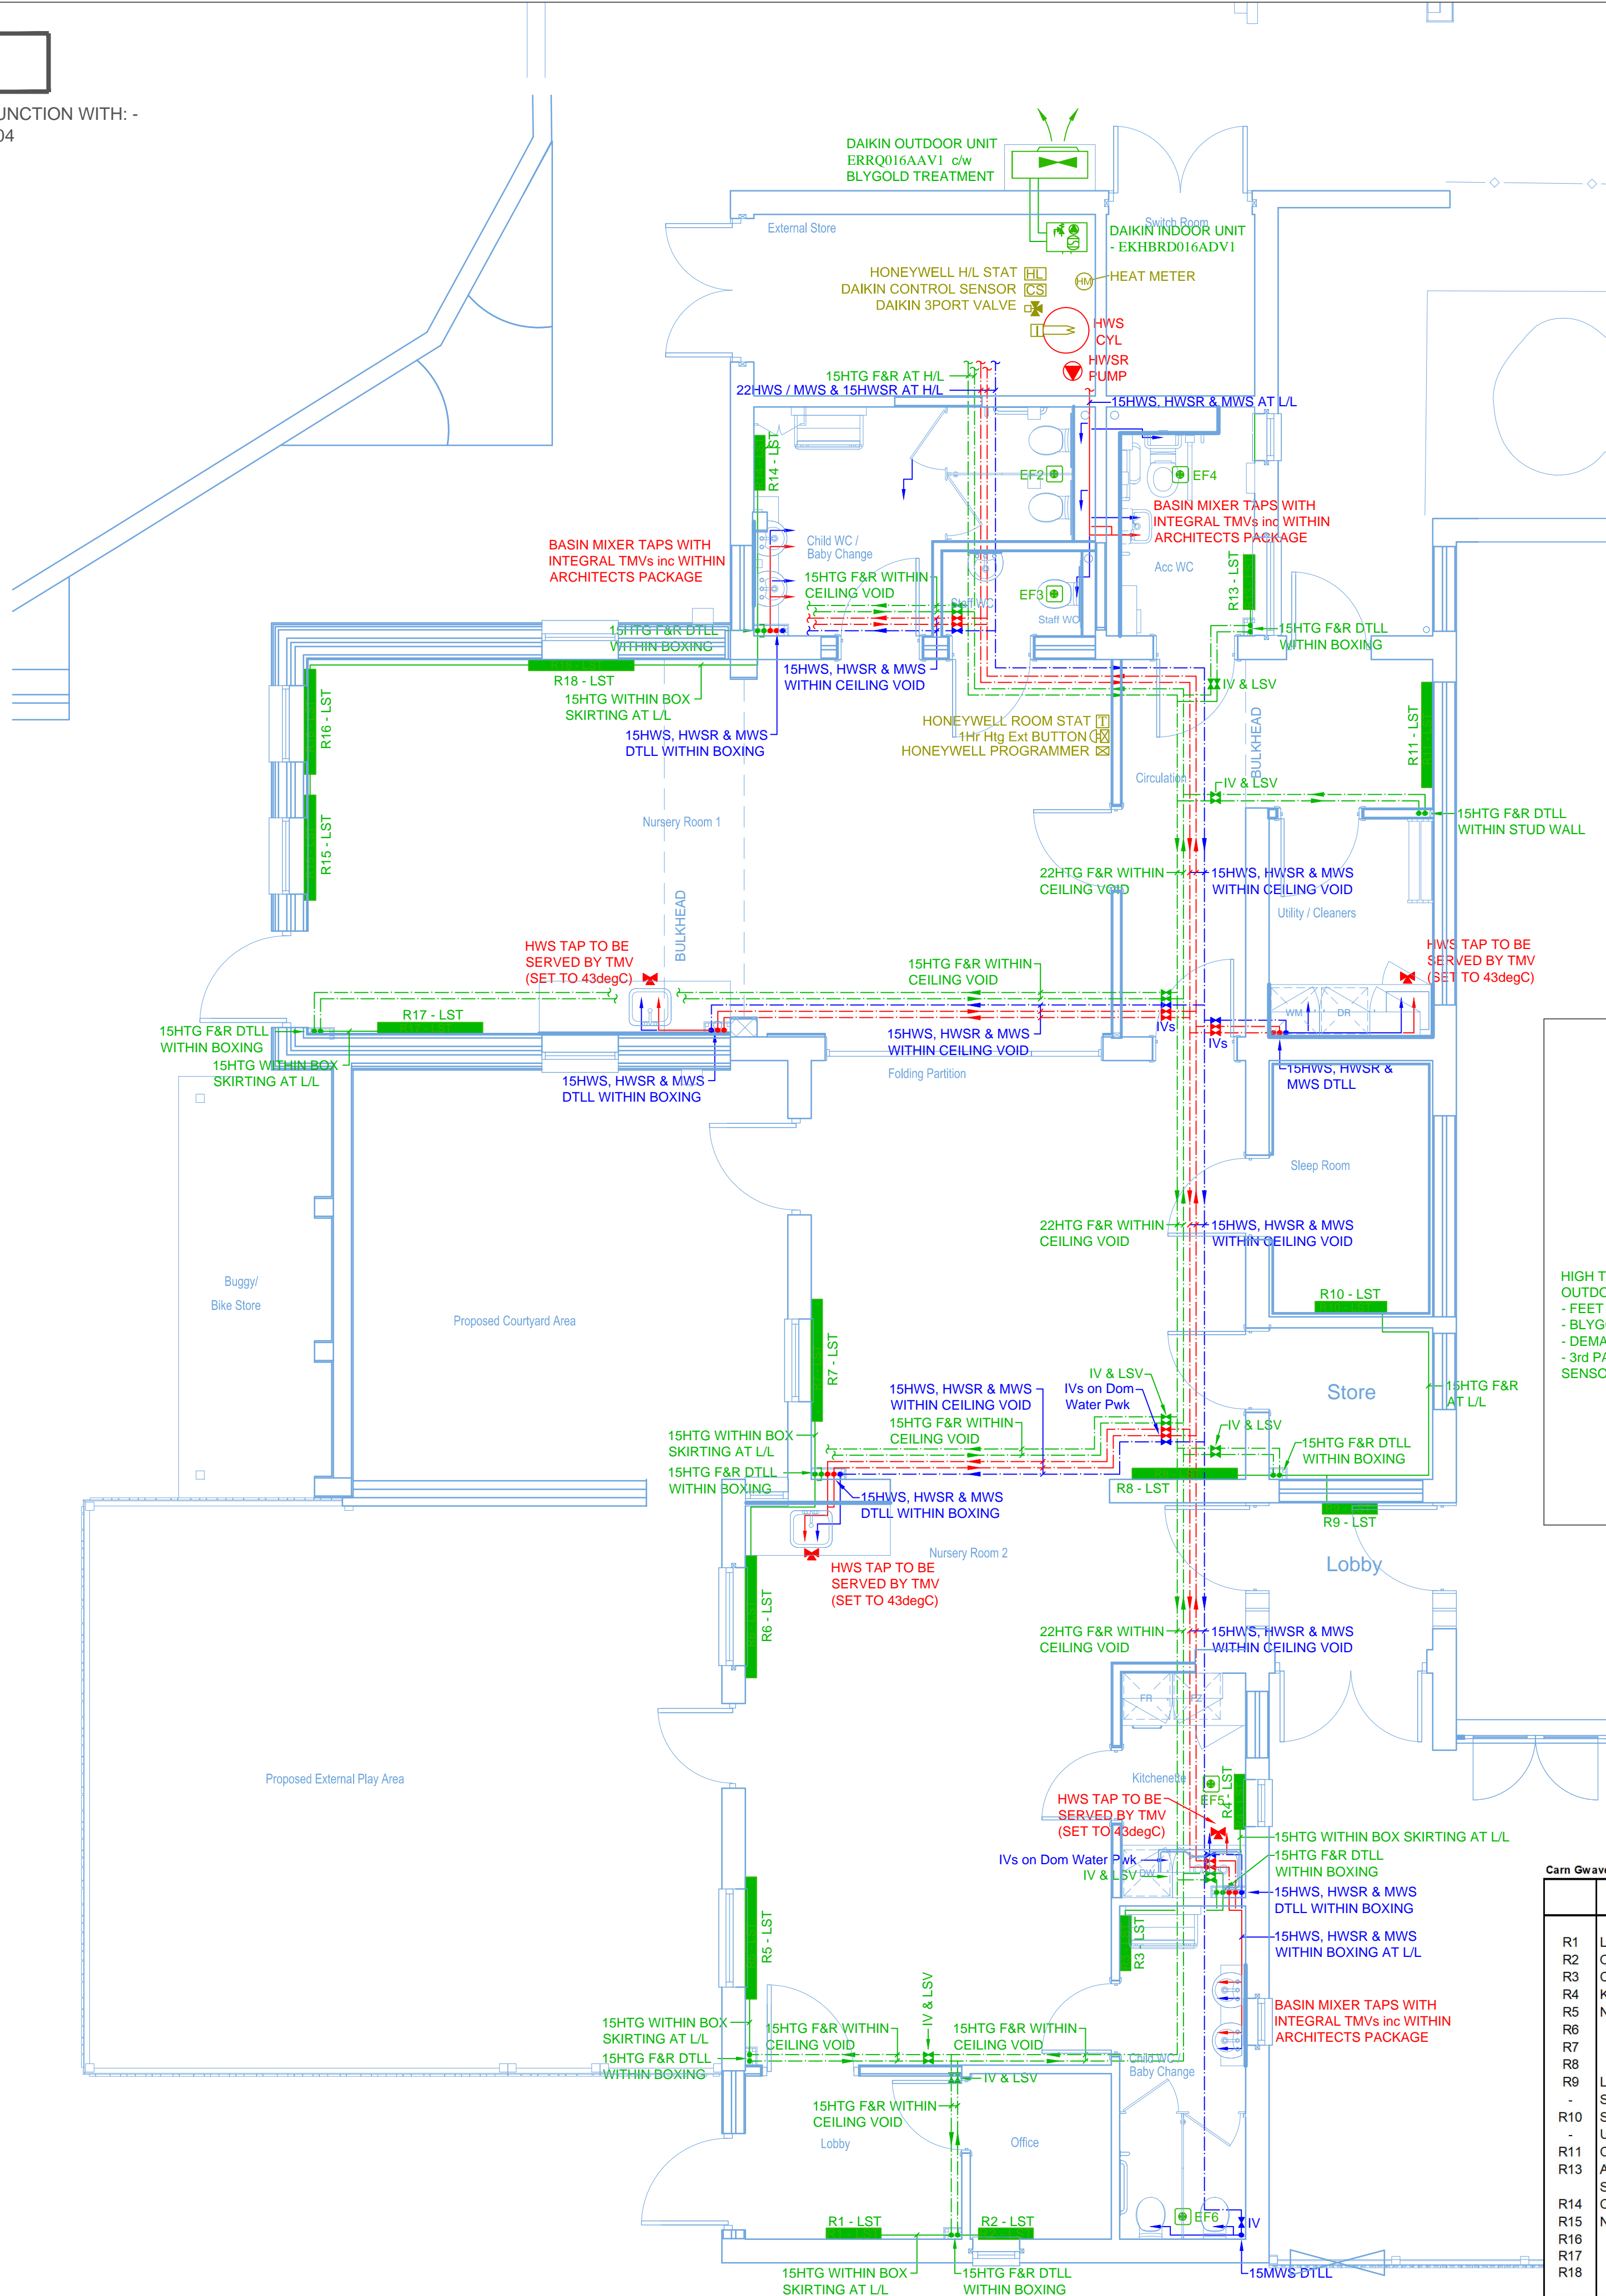 UNCTION WITH: -
04
DAIKIN OUTDOOR UNIT
ERRQ016AAV1 c/w
BLYGOLD TREATMENT
External Store
Switch Room
DAIKIN INDOOR UNIT
- EKHBRD016ADV1
HONEYWELL H/L STAT
HL
DAIKIN CONTROL SENSOR
CS
DAIKIN 3PORT VALVE
HM
HEAT METER
HWS
CYL
HWSR
PUMP
15HTG F&R AT H/L
22HWS / MWS & 15HWSR AT H/L
15HWS, HWSR & MWS AT L/L
R14 - LST
EF2
EF4
BASIN MIXER TAPS WITH
INTEGRAL TMVs inc WITHIN
ARCHITECTS PACKAGE
BASIN MIXER TAPS WITH
INTEGRAL TMVs inc WITHIN
ARCHITECTS PACKAGE
Child WC /
Baby Change
Acc WC
R13 - LST
15HTG F&R WITHIN
CEILING VOID
EF3
Staff WC
Staff WC
15HTG F&R DTLL
WITHIN BOXING
15HTG F&R DTLL
WITHIN BOXING
R18 - LST
15HWS, HWSR & MWS
WITHIN CEILING VOID
IV & LSV
15HTG WITHIN BOX
SKIRTING AT L/L
R16 - LST
R11 - LST
HONEYWELL ROOM STAT
T
1Hr Htg Ext BUTTON
HONEYWELL PROGRAMMER
15HWS, HWSR & MWS
DTLL WITHIN BOXING
BULKHEAD
Circulation
IV & LSV
Nursery Room 1
R15 - LST
15HTG F&R DTLL
WITHIN STUD WALL
22HTG F&R WITHIN
CEILING VOID
15HWS, HWSR & MWS
WITHIN CEILING VOID
Utility / Cleaners
BULKHEAD
HWS TAP TO BE
SERVED BY TMV
(SET TO 43degC)
HWS TAP TO BE
SERVED BY TMV
(SET TO 43degC)
15HTG F&R WITHIN
CEILING VOID
WM
DR
R17 - LST
15HTG F&R DTLL
WITHIN BOXING
15HTG WITHIN BOX
SKIRTING AT L/L
15HWS, HWSR & MWS
WITHIN CEILING VOID
IVs
IVs
15HWS, HWSR & MWS
DTLL WITHIN BOXING
Folding Partition
15HWS, HWSR &
MWS DTLL
Sleep Room
22HTG F&R WITHIN
CEILING VOID
15HWS, HWSR & MWS
WITHIN CEILING VOID
Buggy/
Bike Store
Proposed Courtyard Area
R10 - LST
HIGH T
OUTDO
- FEET
- BLYG
- DEMA
- 3rd PA
SENSO
R7 - LST
IV & LSV
IVs on Dom
Water Pwk
15HWS, HWSR & MWS
WITHIN CEILING VOID
Store
15HTG F&R
AT L/L
15HTG F&R WITHIN
CEILING VOID
IV & LSV
15HTG WITHIN BOX
SKIRTING AT L/L
15HTG F&R DTLL
WITHIN BOXING
15HTG F&R DTLL
WITHIN BOXING
R8 - LST
15HWS, HWSR & MWS
DTLL WITHIN BOXING
R9 - LST
Nursery Room 2
Lobby
HWS TAP TO BE
SERVED BY TMV
(SET TO 43degC)
R6 - LST
22HTG F&R WITHIN
CEILING VOID
15HWS, HWSR & MWS
WITHIN CEILING VOID
FR
FZ
Proposed External Play Area
Kitchenette
EF5
R4 - LST
HWS TAP TO BE
SERVED BY TMV
(SET TO 43degC)
15HTG WITHIN BOX SKIRTING AT L/L
15HTG F&R DTLL
WITHIN BOXING
IVs on Dom Water Pwk
IV & LSV
DW
15HWS, HWSR & MWS
DTLL WITHIN BOXING
R5 - LST
R3 - LST
15HWS, HWSR & MWS
WITHIN BOXING AT L/L
IV & LSV
BASIN MIXER TAPS WITH
INTEGRAL TMVs inc WITHIN
ARCHITECTS PACKAGE
15HTG WITHIN BOX
SKIRTING AT L/L
15HTG F&R WITHIN
CEILING VOID
15HTG F&R WITHIN
CEILING VOID
15HTG F&R DTLL
WITHIN BOXING
Child WC
Baby Change
IV & LSV
15HTG F&R WITHIN
CEILING VOID
Lobby
Office
R1 - LST
R2 - LST
EF6
IV
15HTG WITHIN BOX
SKIRTING AT L/L
15HTG F&R DTLL
WITHIN BOXING
15MWS DTLL
Carn Gwav
R1 L
R2
R3
R4 K
R5 N
R6
R7
R8
R9 L
- S
R10 S
- U
R11
R13 A
S
R14
R15 N
R16
R17
R18